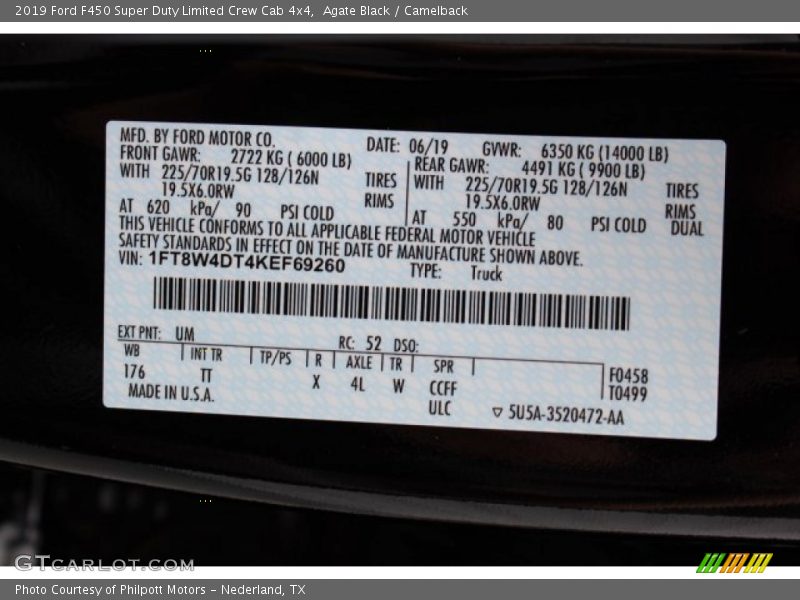 2019 Ford F450 Super Duty Limited Crew Cab 4x4, Agate Black / Camelback
MFD. BY FORD MOTOR CO. DATE: 06/19 GVWR: 6350 KG (14000 LB)
FRONT GAWR: 2722 KG ( 6000 LB) REAR GAWR: 4491 KG ( 9900 LB)
WITH 225/70R19.5G 128/126N TIRES WITH 225/70R19.5G 128/126N TIRES
19.5X6.0RW RIMS 19.5X6.0RW RIMS
AT 620 kPa/ 90 PSI COLD AT 550 kPa/ 80 PSI COLD DUAL
THIS VEHICLE CONFORMS TO ALL APPLICABLE FEDERAL MOTOR VEHICLE
SAFETY STANDARDS IN EFFECT ON THE DATE OF MANUFACTURE SHOWN ABOVE.
VIN: 1FT8W4DT4KEF69260 TYPE: Truck
EXT PNT: UM RC: 52 DSO:
WB INT TR TP/PS R AXLE TR SPR F0458
176 TT X 4L W CCFF T0499
MADE IN U.S.A. ULC ▽ 5U5A-3520472-AA
GTCARLOT.COM
Photo Courtesy of Philpott Motors - Nederland, TX